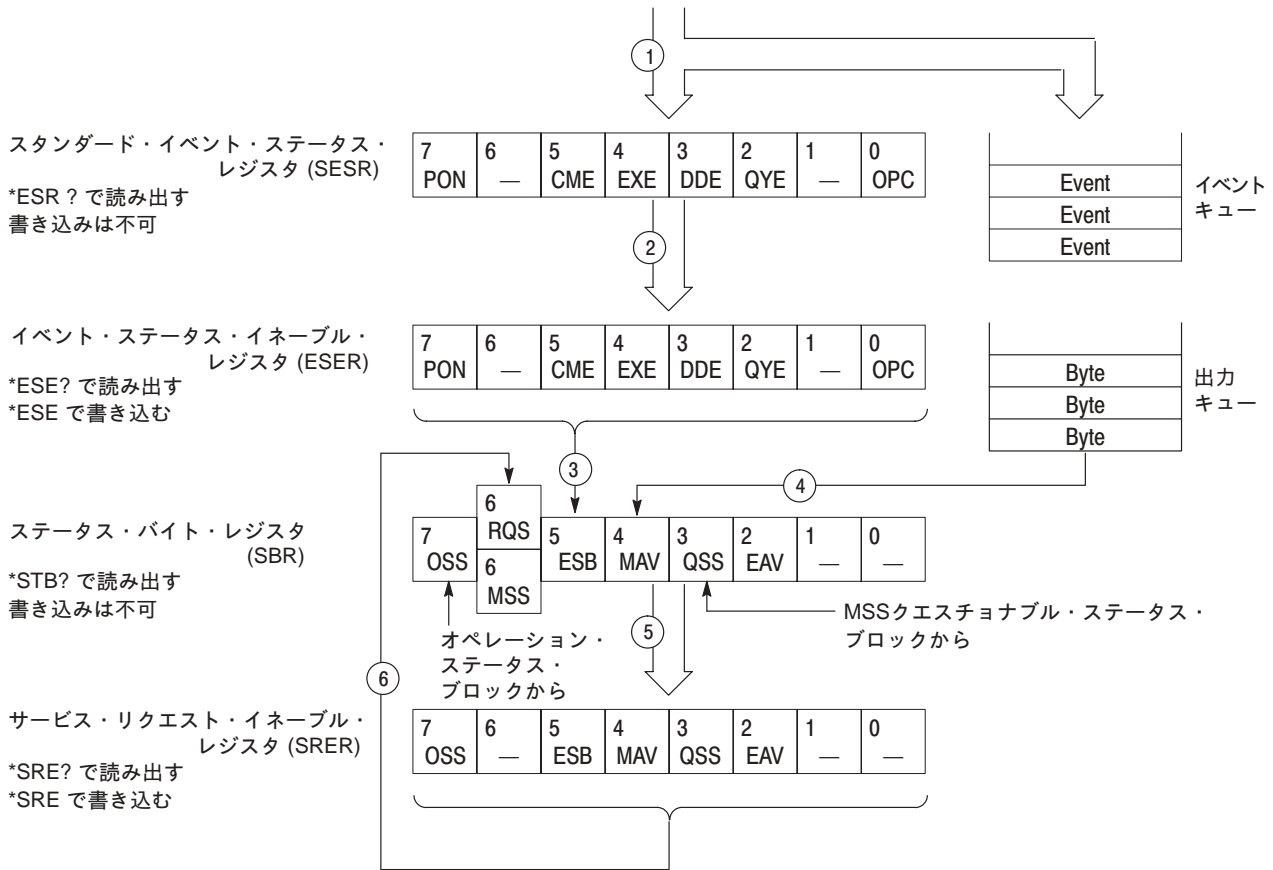 1
スタンダード・イベント・ステータス・
レジスタ (SESR)
*ESR ? で読み出す
書き込みは不可
7 6 5 4 3 2 1 0
PON — CME EXE DDE QYE — OPC
Event
Event
Event
イベント
キュー
2
イベント・ステータス・イネーブル・
レジスタ (ESER)
*ESE? で読み出す
*ESE で書き込む
7 6 5 4 3 2 1 0
PON — CME EXE DDE QYE — OPC
Byte
Byte
Byte
出力
キュー
3
4
ステータス・バイト・レジスタ
(SBR)
*STB? で読み出す
書き込みは不可
6
RQS
7 5 4 3 2 1 0
OSS ESB MAV QSS EAV — —
6
MSS
オペレーション・
ステータス・
ブロックから
5
MSSクエスチョナブル・ステータス・
ブロックから
6
サービス・リクエスト・イネーブル・
レジスタ (SRER)
*SRE? で読み出す
*SRE で書き込む
7 6 5 4 3 2 1 0
OSS — ESB MAV QSS EAV — —